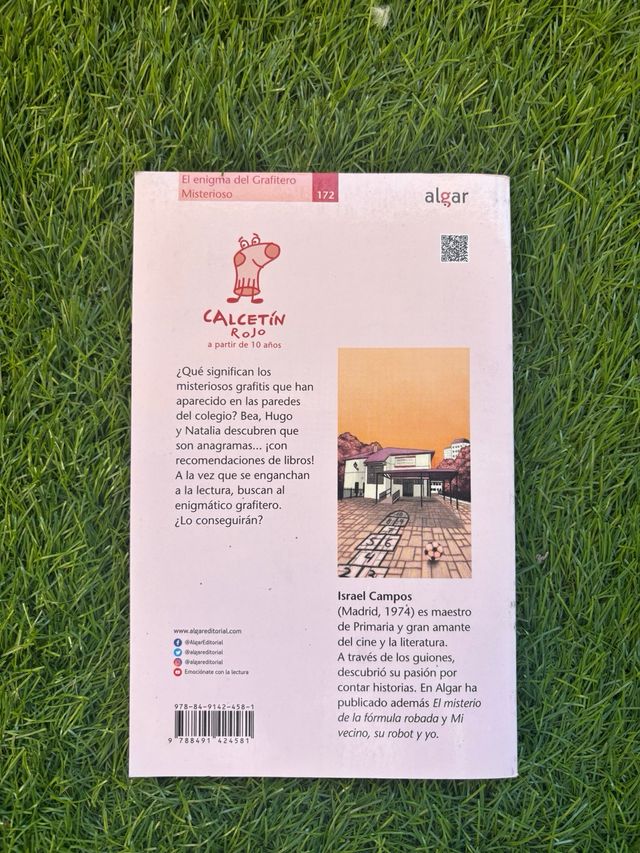 El enigma del Grafitero
Misterioso
172
algar
CALCETÍN
ROJO
a partir de 10 años
¿Qué significan los
misteriosos grafitis que han
aparecido en las paredes
del colegio? Bea, Hugo
y Natalia descubren que
son anagramas... ¡con
recomendaciones de libros!
A la vez que se enganchan
a la lectura, buscan al
enigmático grafitero.
¿Lo conseguirán?
Israel Campos
(Madrid, 1974) es maestro
de Primaria y gran amante
del cine y la literatura.
A través de los guiones,
descubrió su pasión por
contar historias. En Algar ha
publicado además El misterio
de la fórmula robada y Mi
vecino, su robot y yo.
www.algareditorial.com
@AlgarEditorial
@algareditorial
@algareditorial
Emociónate con la lectura
978-84-9142-458-1
9 788491 424581